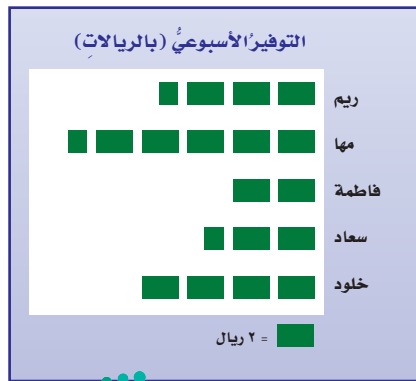 التوفيرُ الأسبوعيُّ (بالريالاتِ)
ريم
مها
فاطمة
سعاد
خلود
= ٢ ريال